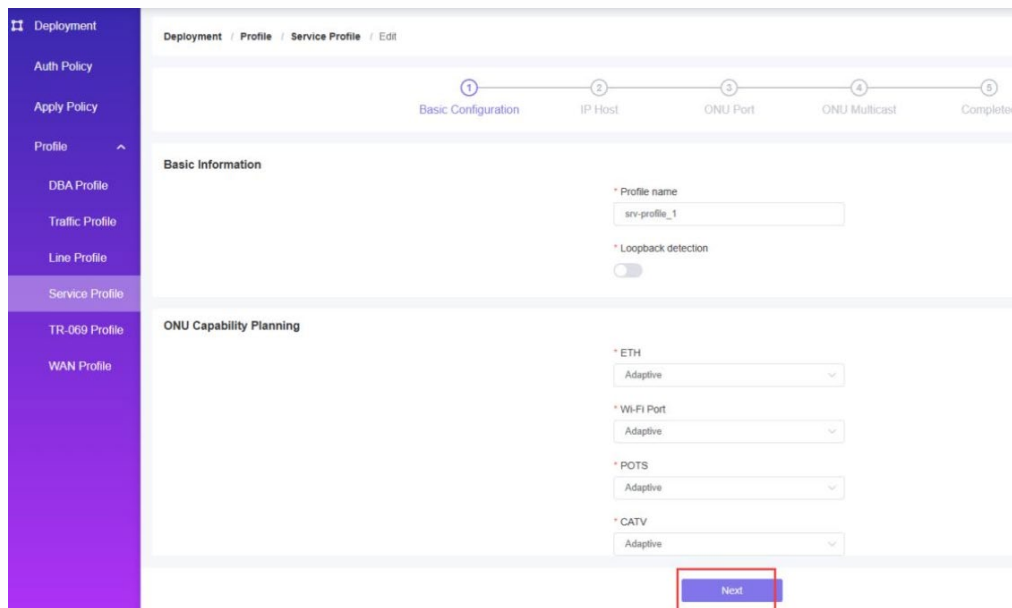 Deployment
Auth Policy
Apply Policy
Profile
DBA Profile
Traffic Profile
Line Profile
Service Profile
TR-069 Profile
WAN Profile
Deployment / Profile / Service Profile / Edit
1 2 3 4 5
Basic Configuration IP Host ONU Port ONU Multicast Complete
Basic Information
* Profile name
srv-profile_1
* Loopback detection
ONU Capability Planning
* ETH
Adaptive
* Wi-Fi Port
Adaptive
* POTS
Adaptive
* CATV
Adaptive
Next